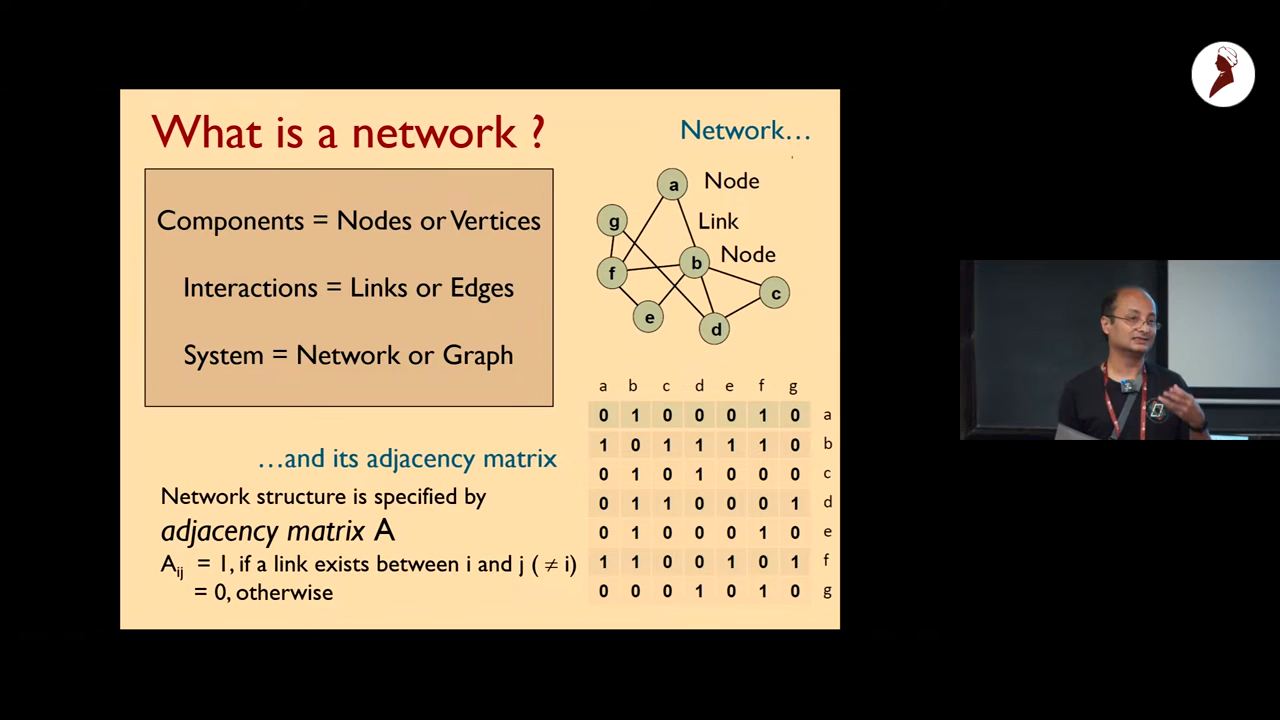 What is a network ?
Network…
Components = Nodes or Vertices
Interactions = Links or Edges
System = Network or Graph
a Node
g Link
b Node
f
c
e
d
…and its adjacency matrix
Network structure is specified by
adjacency matrix A
Aij = 1, if a link exists between i and j ( ≠ i)
= 0, otherwise
a b c d e f g
0 1 0 0 0 1 0 a
1 0 1 1 1 1 0 b
0 1 0 1 0 0 0 c
0 1 1 0 0 0 1 d
0 1 0 0 0 1 0 e
1 1 0 0 1 0 1 f
0 0 0 1 0 1 0 g